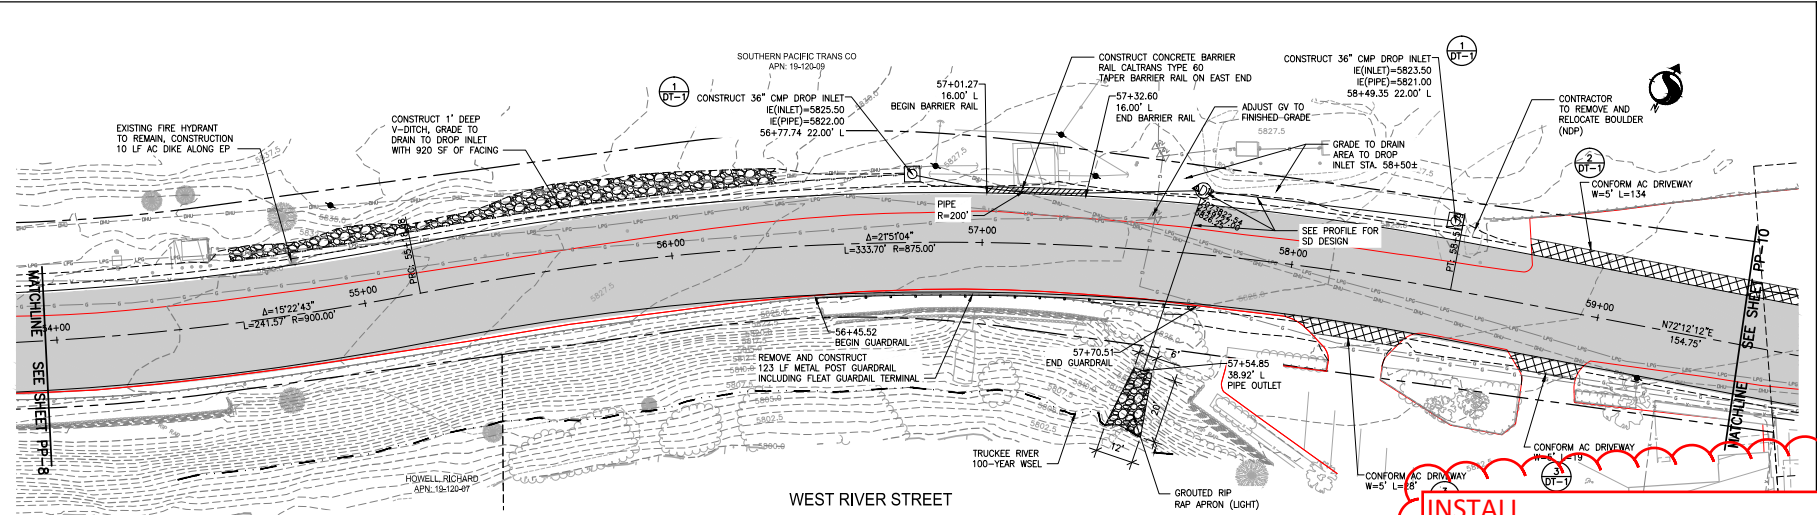 SOUTHERN PACIFIC TRANS CO
APN: 19-120-09
1
DT-1
CONSTRUCT 36" CMP DROP INLET
IE(INLET)=5825.50
IE(PIPE)=5822.00
56+77.74 22.00' L
57+01.27
16.00' L
BEGIN BARRIER RAIL
CONSTRUCT CONCRETE BARRIER
RAIL CALTRANS TYPE 60
TAPER BARRIER RAIL ON EAST END
57+32.60
16.00' L
END BARRIER RAIL
ADJUST GV TO
FINISHED GRADE
CONSTRUCT 36" CMP DROP INLET
IE(INLET)=5823.50
IE(PIPE)=5821.00
58+49.35 22.00' L
1
DT-1
CONTRACTOR
TO REMOVE AND
RELOCATE BOULDER
(NDP)
GRADE TO DRAIN
AREA TO DROP
INLET STA. 58+50±
2
DT-1
CONFORM AC DRIVEWAY
W=5' L=134
EXISTING FIRE HYDRANT
TO REMAIN, CONSTRUCTION
10 LF AC DIKE ALONG EP
CONSTRUCT 1' DEEP
V-DITCH, GRADE TO
DRAIN TO DROP INLET
WITH 920 SF OF FACING
5827.5
5827.5
PIPE
R=200'
SEE PROFILE FOR
SD DESIGN
54+00
55+00
56+00
57+00
58+00
59+00
Δ=15°22'43"
L=241.57' R=900.00'
Δ=21°51'04"
L=333.70' R=875.00'
N72°12'12"E
154.75'
MATCHLINE SEE SHEET PP-8
MATCHLINE SEE SHEET PP-10
5827.5
56+45.52
BEGIN GUARDRAIL
REMOVE AND CONSTRUCT
123 LF METAL POST GUARDRAIL
INCLUDING FLEAT GUARDAIL TERMINAL
57+70.51
END GUARDRAIL
57+54.85
38.92' L
PIPE OUTLET
6'
20'
12'
TRUCKEE RIVER
100-YEAR WSEL
GROUTED RIP
RAP APRON (LIGHT)
CONFORM AC DRIVEWAY
W=5' L=28'
CONFORM AC DRIVEWAY
W=5' L=19
3
DT-1
HOWELL, RICHARD
APN: 19-120-07
WEST RIVER STREET
INSTALL